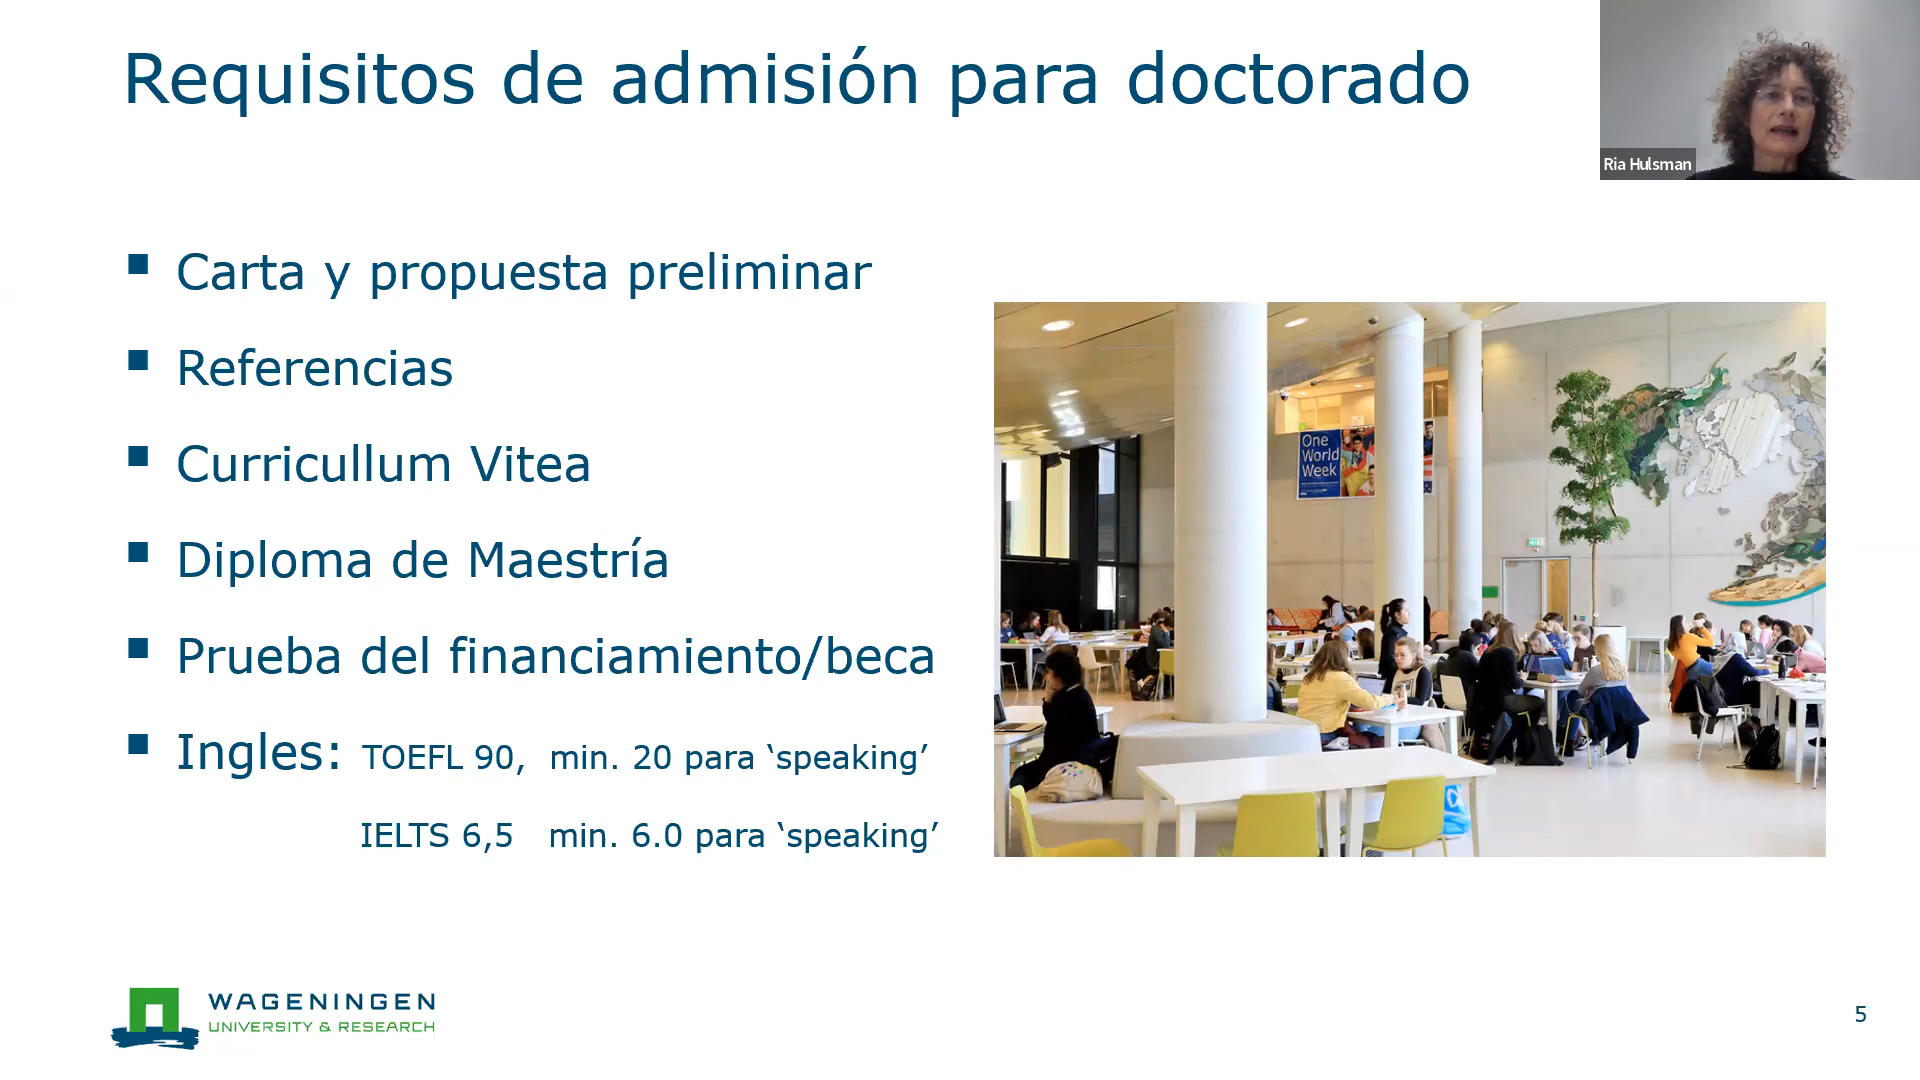 Requisitos de admisión para doctorado
Ria Hulsman
Carta y propuesta preliminar
Referencias
Curricullum Vitea
Diploma de Maestría
Prueba del financiamiento/beca
Ingles: TOEFL 90, min. 20 para ‘speaking’
IELTS 6,5 min. 6.0 para ‘speaking’
One
World
Week
WAGENINGEN
UNIVERSITY & RESEARCH
5